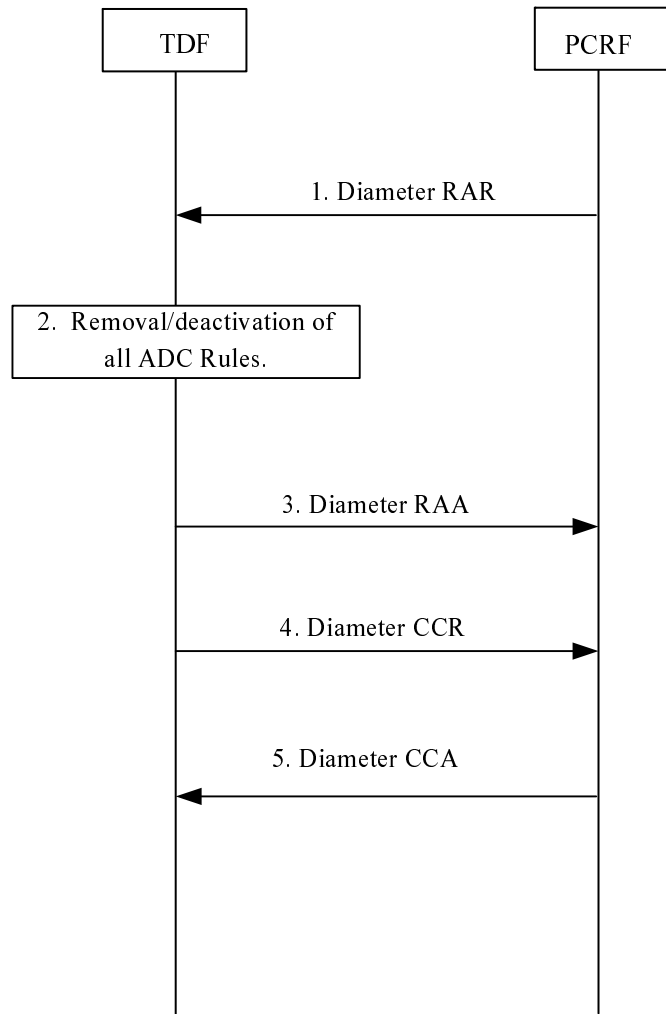 TDF
PCRF
1. Diameter RAR
2. Removal/deactivation of
all ADC Rules.
3. Diameter RAA
4. Diameter CCR
5. Diameter CCA